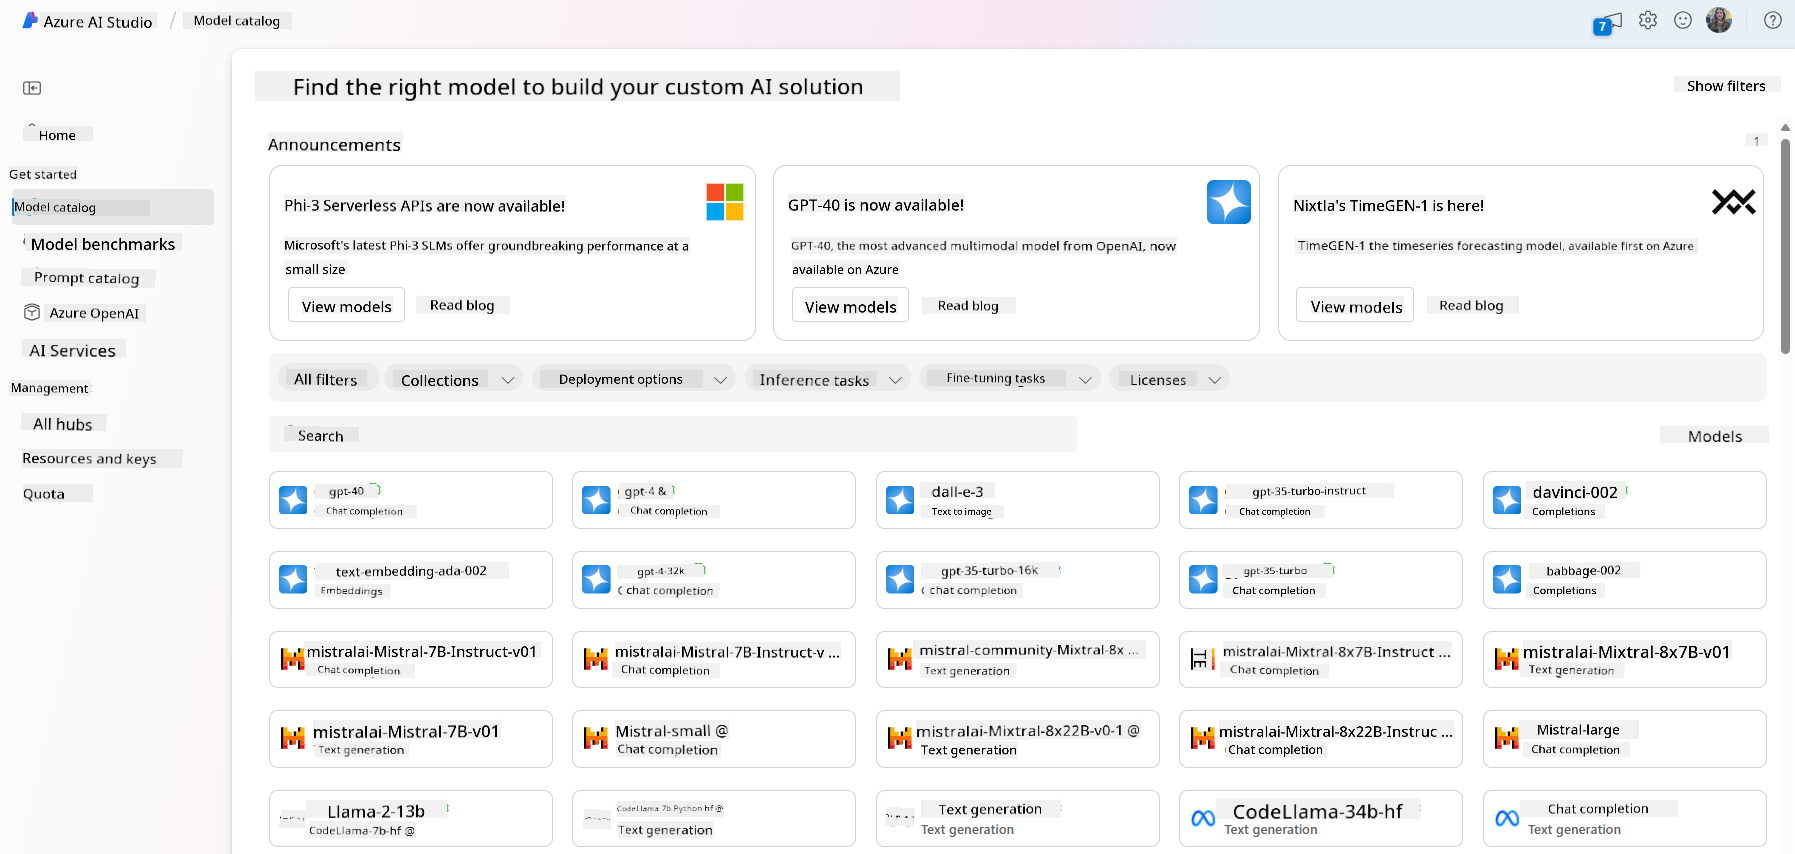 Azure AI Studio / Model catalog
7
Find the right model to build your custom AI solution
Show filters
Home
Get started
Model catalog
Model benchmarks
Prompt catalog
Azure OpenAI
AI Services
Management
All hubs
Resources and keys
Quota
Announcements
1
Phi-3 Serverless APIs are now available!
Microsoft's latest Phi-3 SLMs offer groundbreaking performance at a
small size
View models
Read blog
GPT-40 is now available!
GPT-40, the most advanced multimodal model from OpenAI, now
available on Azure
View models
Read blog
Nixtla's TimeGEN-1 is here!
TimeGEN-1 the timeseries forecasting model, available first on Azure
View models
Read blog
All filters
Collections
Deployment options
Inference tasks
Fine-tuning tasks
Licenses
Search
Models
gpt-40
Chat completion
gpt-4 &
Chat completion
dall-e-3
Text to image
gpt-35-turbo-instruct
Chat completion
davinci-002
Completions
text-embedding-ada-002
Embeddings
gpt-4-32k
chat completion
gpt-35-turbo-16k
chat completion
gpt-35-turbo
Chat completion
babbage-002
Completions
mistralai-Mistral-7B-Instruct-v01
Chat completion
mistralai-Mistral-7B-Instruct-v ...
Chat completion
mistral-community-Mixtral-8x ...
Text generation
mistralai-Mixtral-8x7B-Instruct ...
Chat completion
mistralai-Mixtral-8x7B-v01
Text generation
mistralai-Mistral-7B-v01
Text generation
Mistral-small @
Chat completion
mistralai-Mixtral-8x22B-v0-1 @
Text generation
mistralai-Mixtral-8x22B-Instruc ...
Chat completion
Mistral-large
Chat completion
Llama-2-13b
CodeLlama-7b-hf @
CodeLlama 7b Python hf @
Text generation
Text generation
Text generation
CodeLlama-34b-hf
Text generation
Chat completion
Text generation